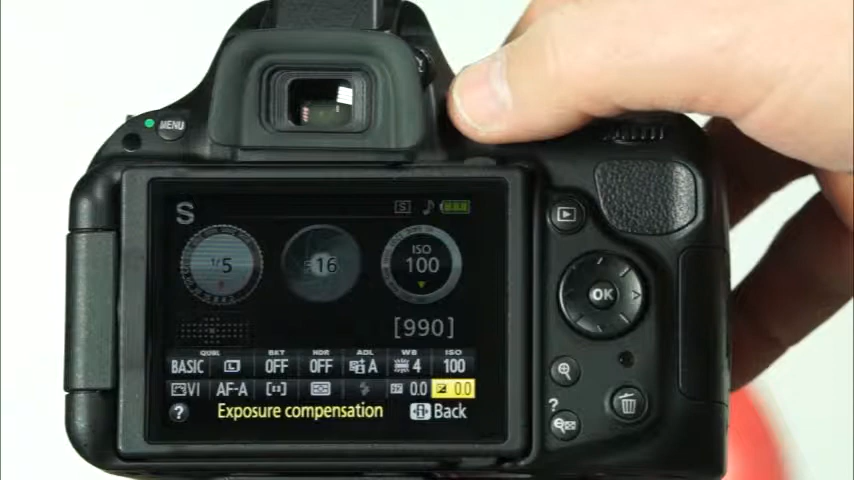 MENU
S
S
1/5
F16
ISO
100
[990]
QUAL BKT HDR ADL WB ISO
BASIC L OFF OFF A 4 100
VI AF-A 0.0 0.0
? Exposure compensation i Back
OK
?